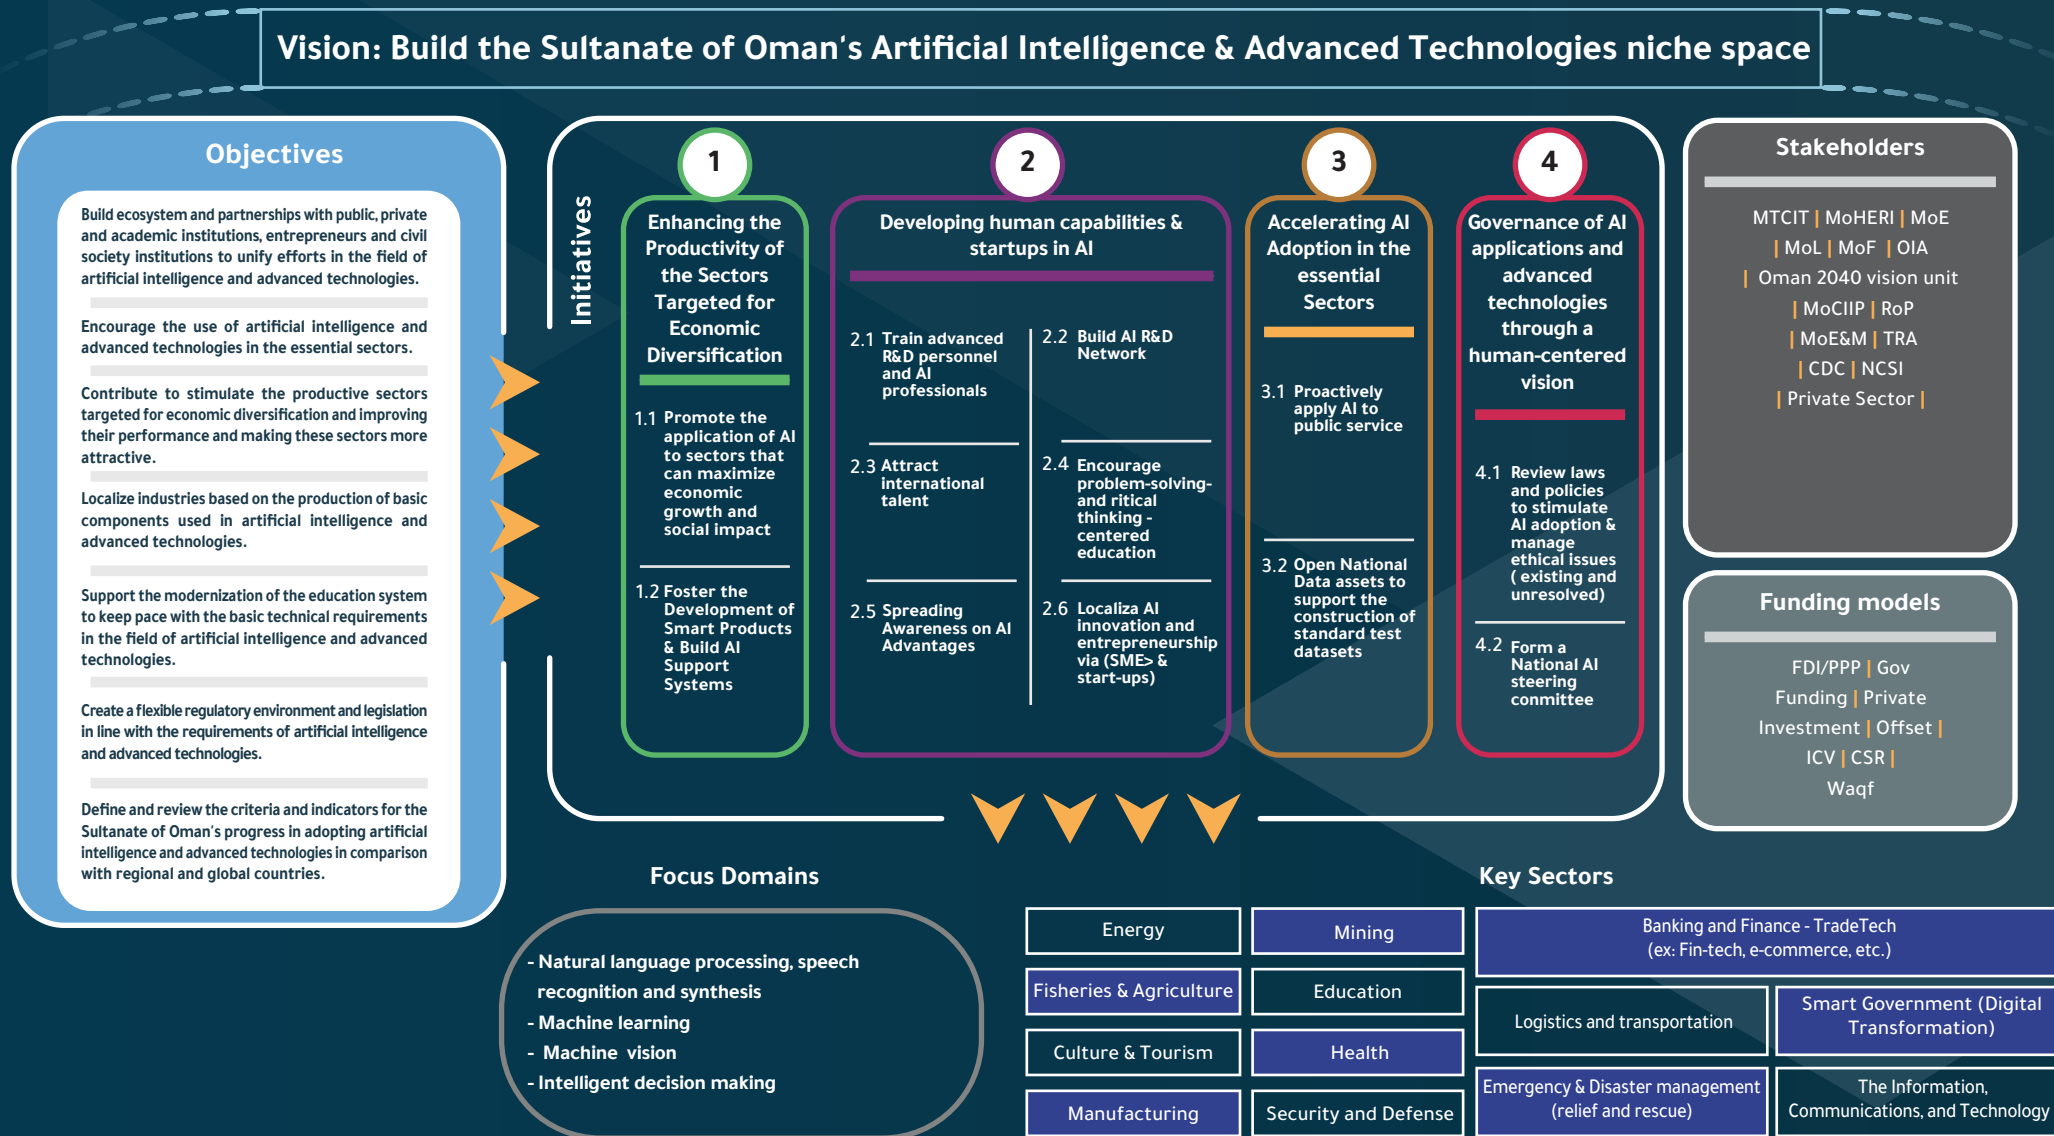 Vision: Build the Sultanate of Oman's Artificial Intelligence & Advanced Technologies niche space
Objectives
Build ecosystem and partnerships with public, private
and academic institutions, entrepreneurs and civil
society institutions to unify efforts in the field of
artificial intelligence and advanced technologies.
Encourage the use of artificial intelligence and
advanced technologies in the essential sectors.
Contribute to stimulate the productive sectors
targeted for economic diversification and improving
their performance and making these sectors more
attractive.
Localize industries based on the production of basic
components used in artificial intelligence and
advanced technologies.
Support the modernization of the education system
to keep pace with the basic technical requirements
in the field of artificial intelligence and advanced
technologies.
Create a flexible regulatory environment and legislation
in line with the requirements of artificial intelligence
and advanced technologies.
Define and review the criteria and indicators for the
Sultanate of Oman's progress in adopting artificial
intelligence and advanced technologies in comparison
with regional and global countries.
Initiatives
1
Enhancing the
Productivity of
the Sectors
Targeted for
Economic
Diversification
1.1 Promote the
application of AI
to sectors that
can maximize
economic
growth and
social impact
1.2 Foster the
Development of
Smart Products
& Build AI
Support
Systems
2
Developing human capabilities &
startups in AI
2.1 Train advanced
R&D personnel
and AI
professionals
2.2 Build AI R&D
Network
2.3 Attract
international
talent
2.4 Encourage
problem-solving-
and ritical
thinking -
centered
education
2.5 Spreading
Awareness on AI
Advantages
2.6 Localiza AI
innovation and
entrepreneurship
via (SME> &
start-ups)
3
Accelerating AI
Adoption in the
essential
Sectors
3.1 Proactively
apply AI to
public service
3.2 Open National
Data assets to
support the
construction of
standard test
datasets
4
Governance of AI
applications and
advanced
technologies
through a
human-centered
vision
4.1 Review laws
and policies
to stimulate
AI adoption &
manage
ethical issues
( existing and
unresolved)
4.2 Form a
National AI
steering
committee
Stakeholders
MTCIT | MoHERI | MoE
| MoL | MoF | OIA
| Oman 2040 vision unit
| MoCIIP | RoP
| MoE&M | TRA
| CDC | NCSI
| Private Sector |
Funding models
FDI/PPP | Gov
Funding | Private
Investment | Offset |
ICV | CSR |
Waqf
Focus Domains
- Natural language processing, speech
recognition and synthesis
- Machine learning
- Machine vision
- Intelligent decision making
Key Sectors
Energy
Mining
Banking and Finance - TradeTech
(ex: Fin-tech, e-commerce, etc.)
Fisheries & Agriculture
Education
Logistics and transportation
Smart Government (Digital
Transformation)
Culture & Tourism
Health
Emergency & Disaster management
(relief and rescue)
The Information,
Communications, and Technology
Manufacturing
Security and Defense